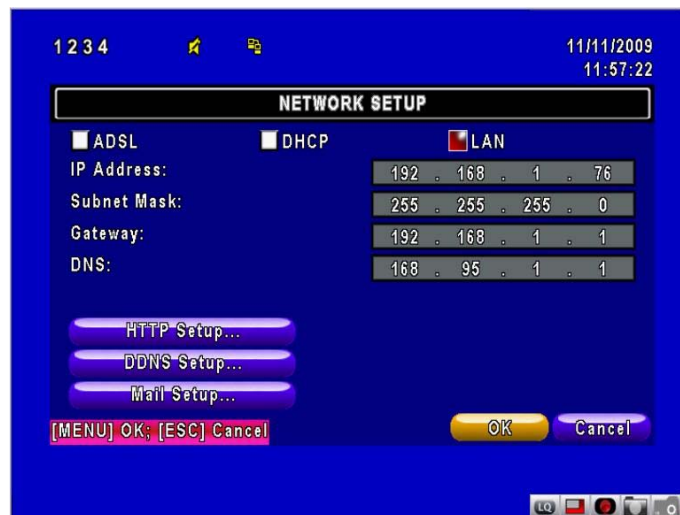 1234
11/11/2009
11:57:22
NETWORK SETUP
ADSL DHCP LAN
IP Address: 192 . 168 . 1 . 76
Subnet Mask: 255 . 255 . 255 . 0
Gateway: 192 . 168 . 1 . 1
DNS: 168 . 95 . 1 . 1
HTTP Setup...
DDNS Setup...
Mail Setup...
[MENU] OK; [ESC] Cancel
OK Cancel
LQ